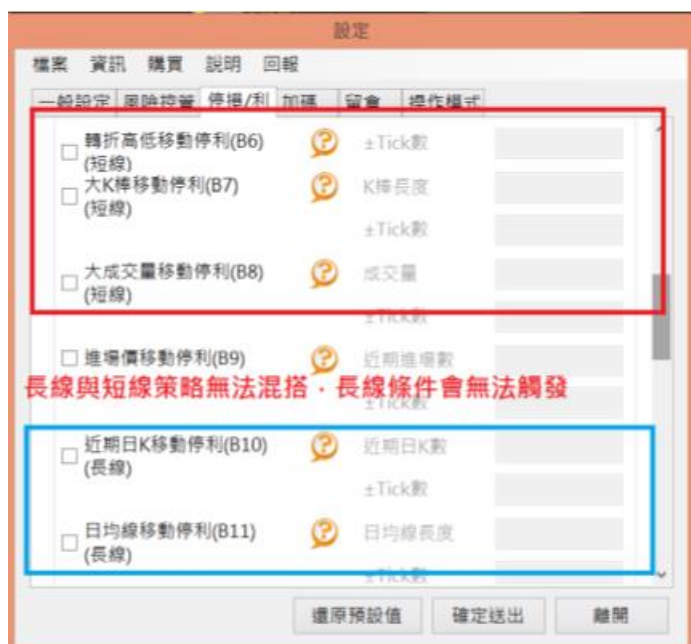 設定
檔案 資訊 購買 說明 回報
一般設定 風險控管 停損/利 加碼 留倉 操作模式
轉折高低移動停利(B6) ±Tick數
(短線)
大K棒移動停利(B7) K棒長度
(短線)
±Tick數
大成交量移動停利(B8) 成交量
(短線)
±Tick數
進場價移動停利(B9) 近期進場數
長線與短線策略無法混搭，長線條件會無法觸發
±Tick數
近期日K移動停利(B10) 近期日K數
(長線)
±Tick數
日均線移動停利(B11) 日均線長度
(長線)
±Tick數
還原預設值 確定送出 離開